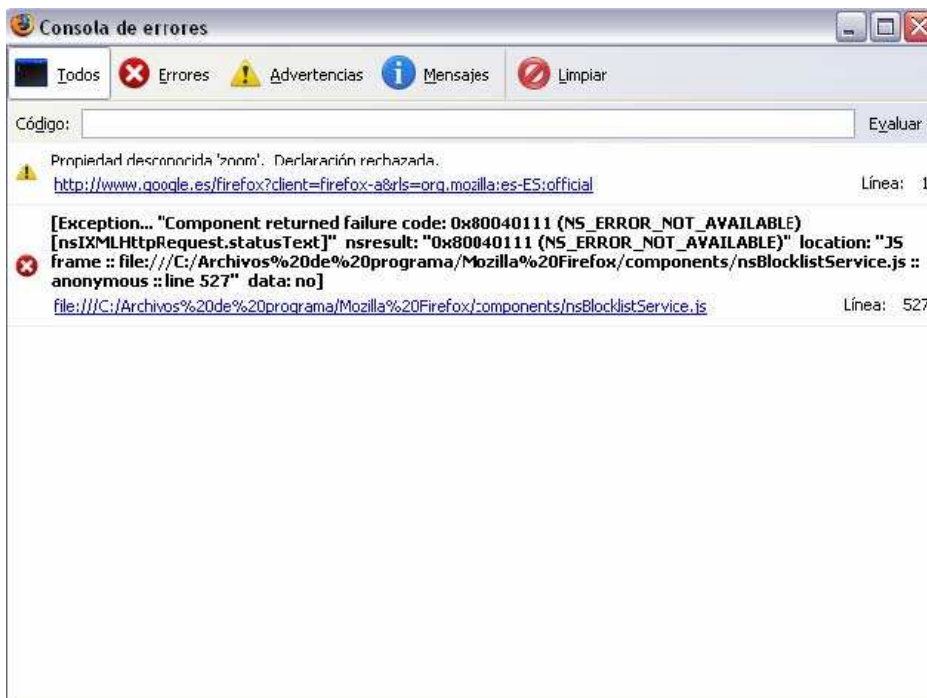 Consola de errores
Todos Errores Advertencias Mensajes Limpiar
Código: Evaluar
Propiedad desconocida 'zoom'. Declaración rechazada.
http://www.google.es/firefox?client=firefox-a&rls=org.mozilla:es-ES:official Línea: 1
[Exception... "Component returned failure code: 0x80040111 (NS_ERROR_NOT_AVAILABLE)
[nsIXMLHttpRequest.statusText]" nsresult: "0x80040111 (NS_ERROR_NOT_AVAILABLE)" location: "JS
frame :: file:///C:/Archivos%20de%20programa/Mozilla%20Firefox/components/nsBlocklistService.js ::
anonymous :: line 527" data: no]
file:///C:/Archivos%20de%20programa/Mozilla%20Firefox/components/nsBlocklistService.js Línea: 527